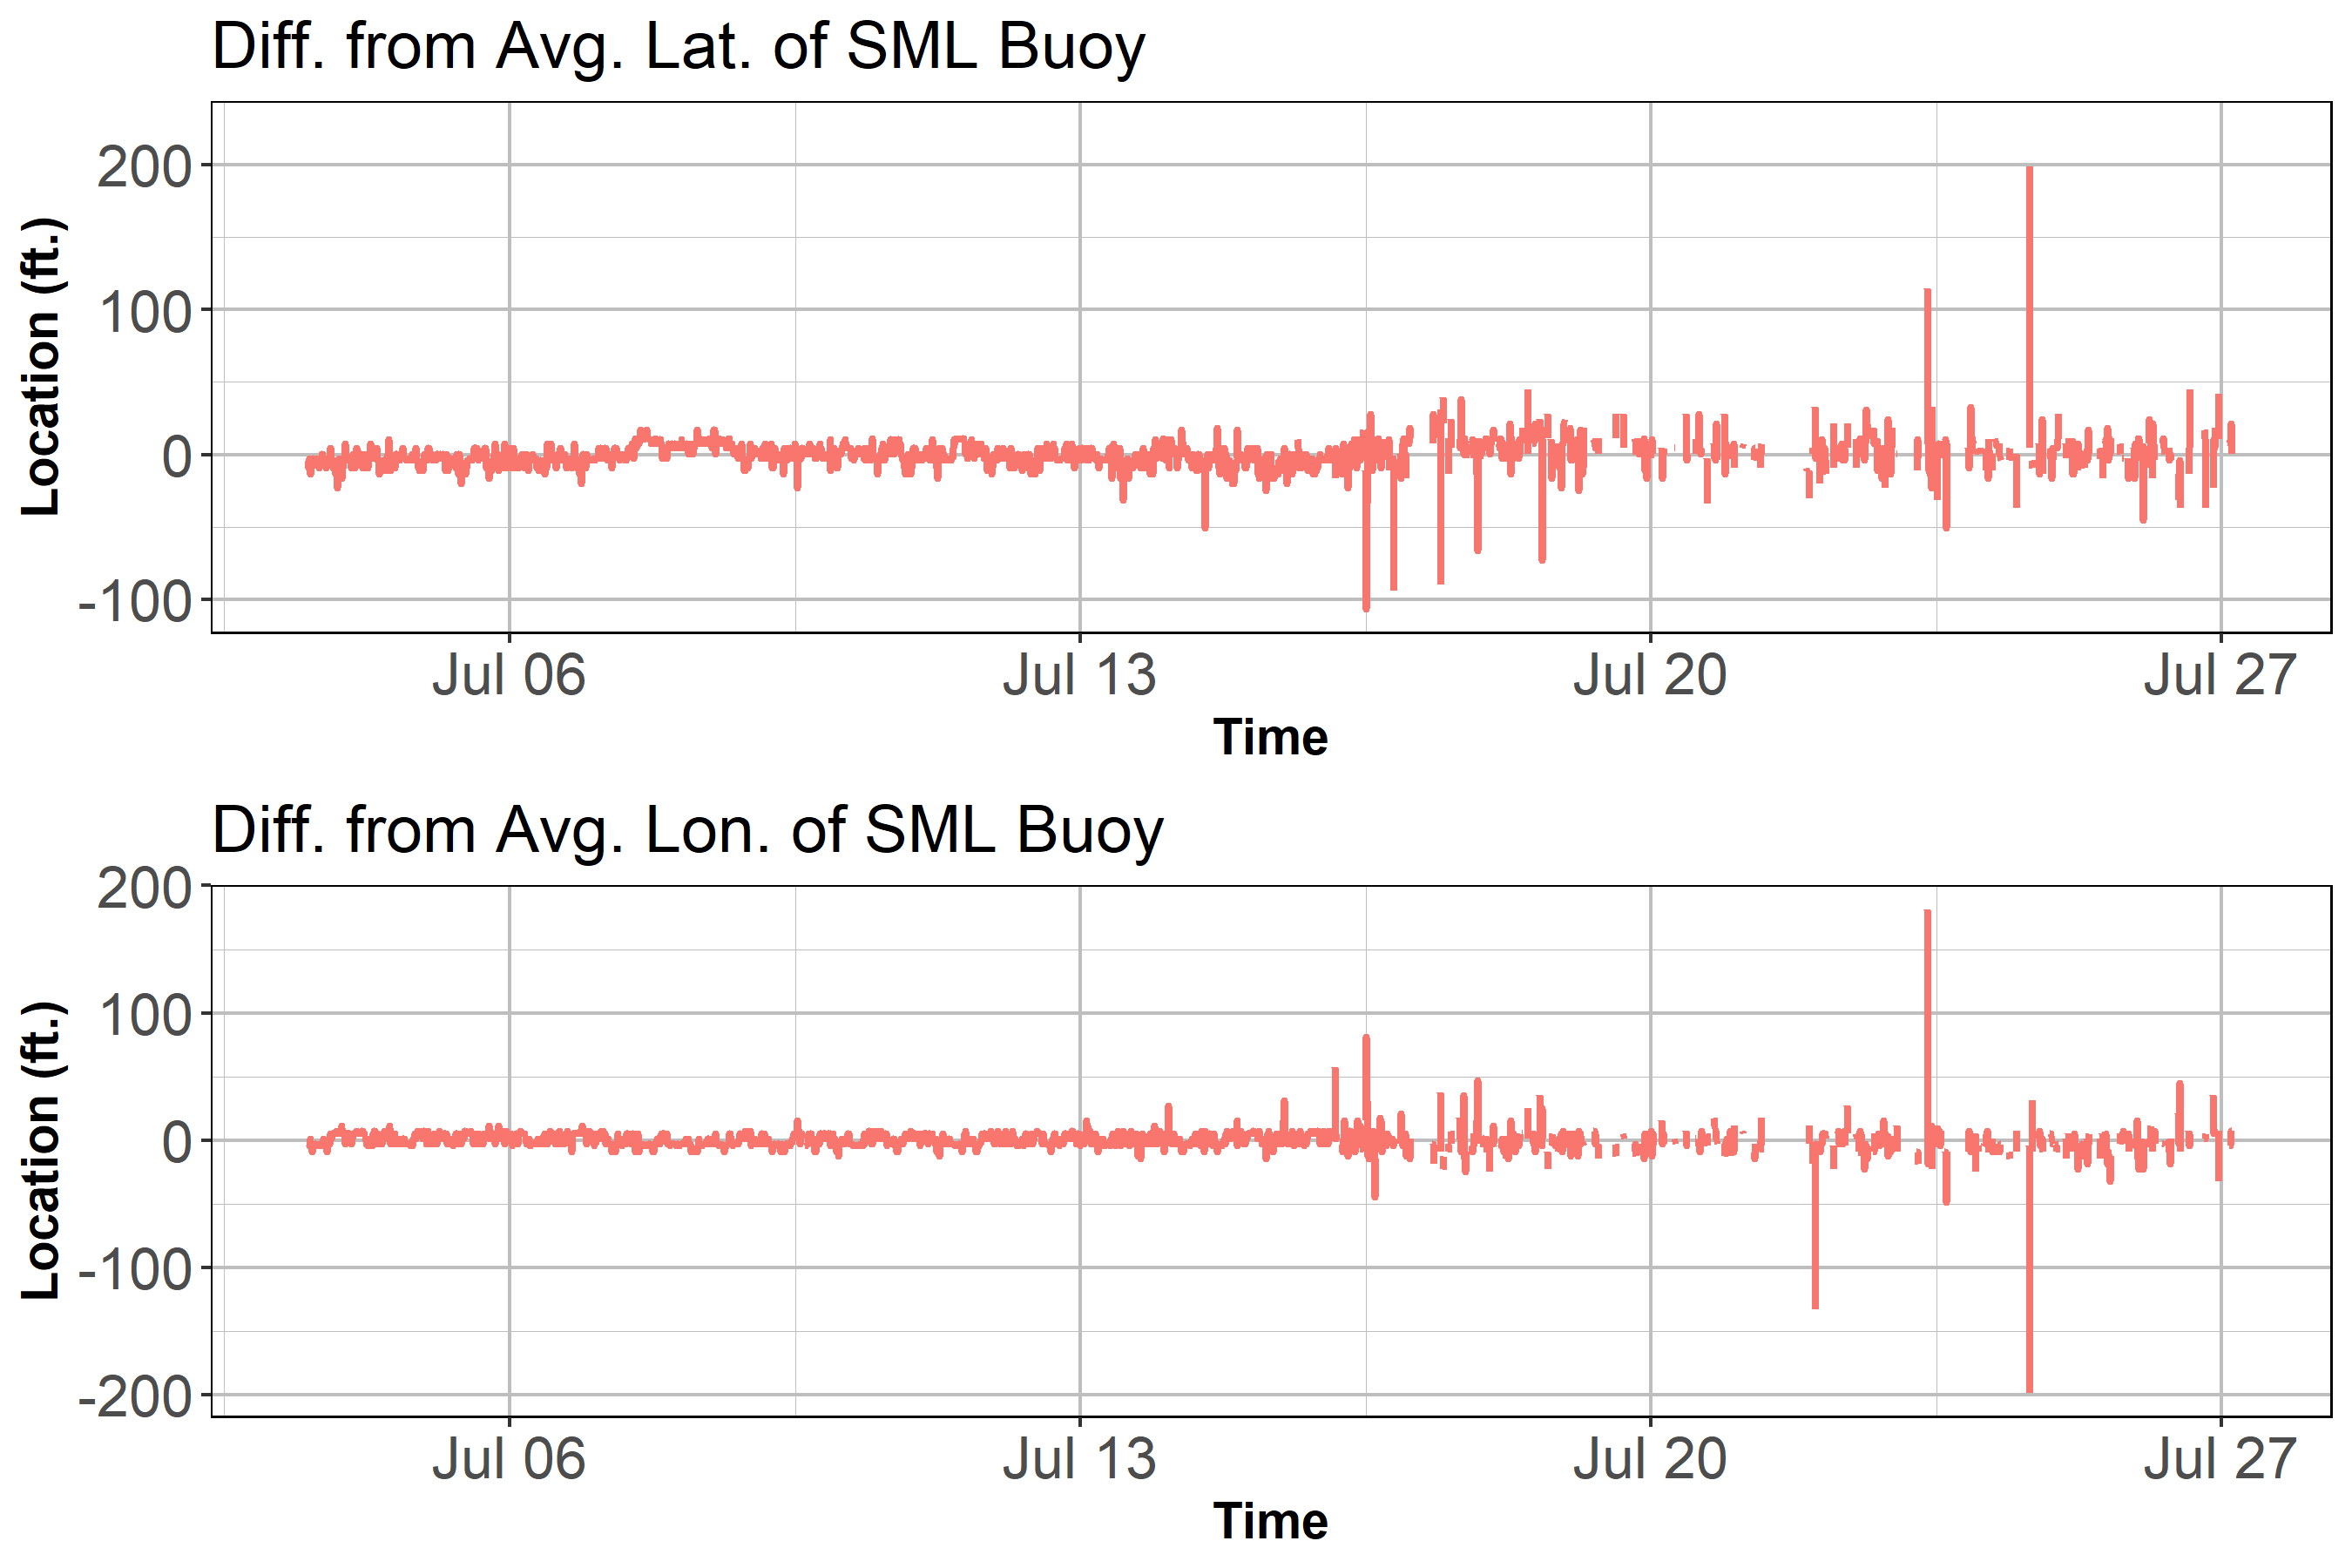 Diff. from Avg. Lat. of SML Buoy
Location (ft.)
200
100
0
-100
Jul 06 Jul 13 Jul 20 Jul 27
Time
Diff. from Avg. Lon. of SML Buoy
Location (ft.)
200
100
0
-100
-200
Jul 06 Jul 13 Jul 20 Jul 27
Time